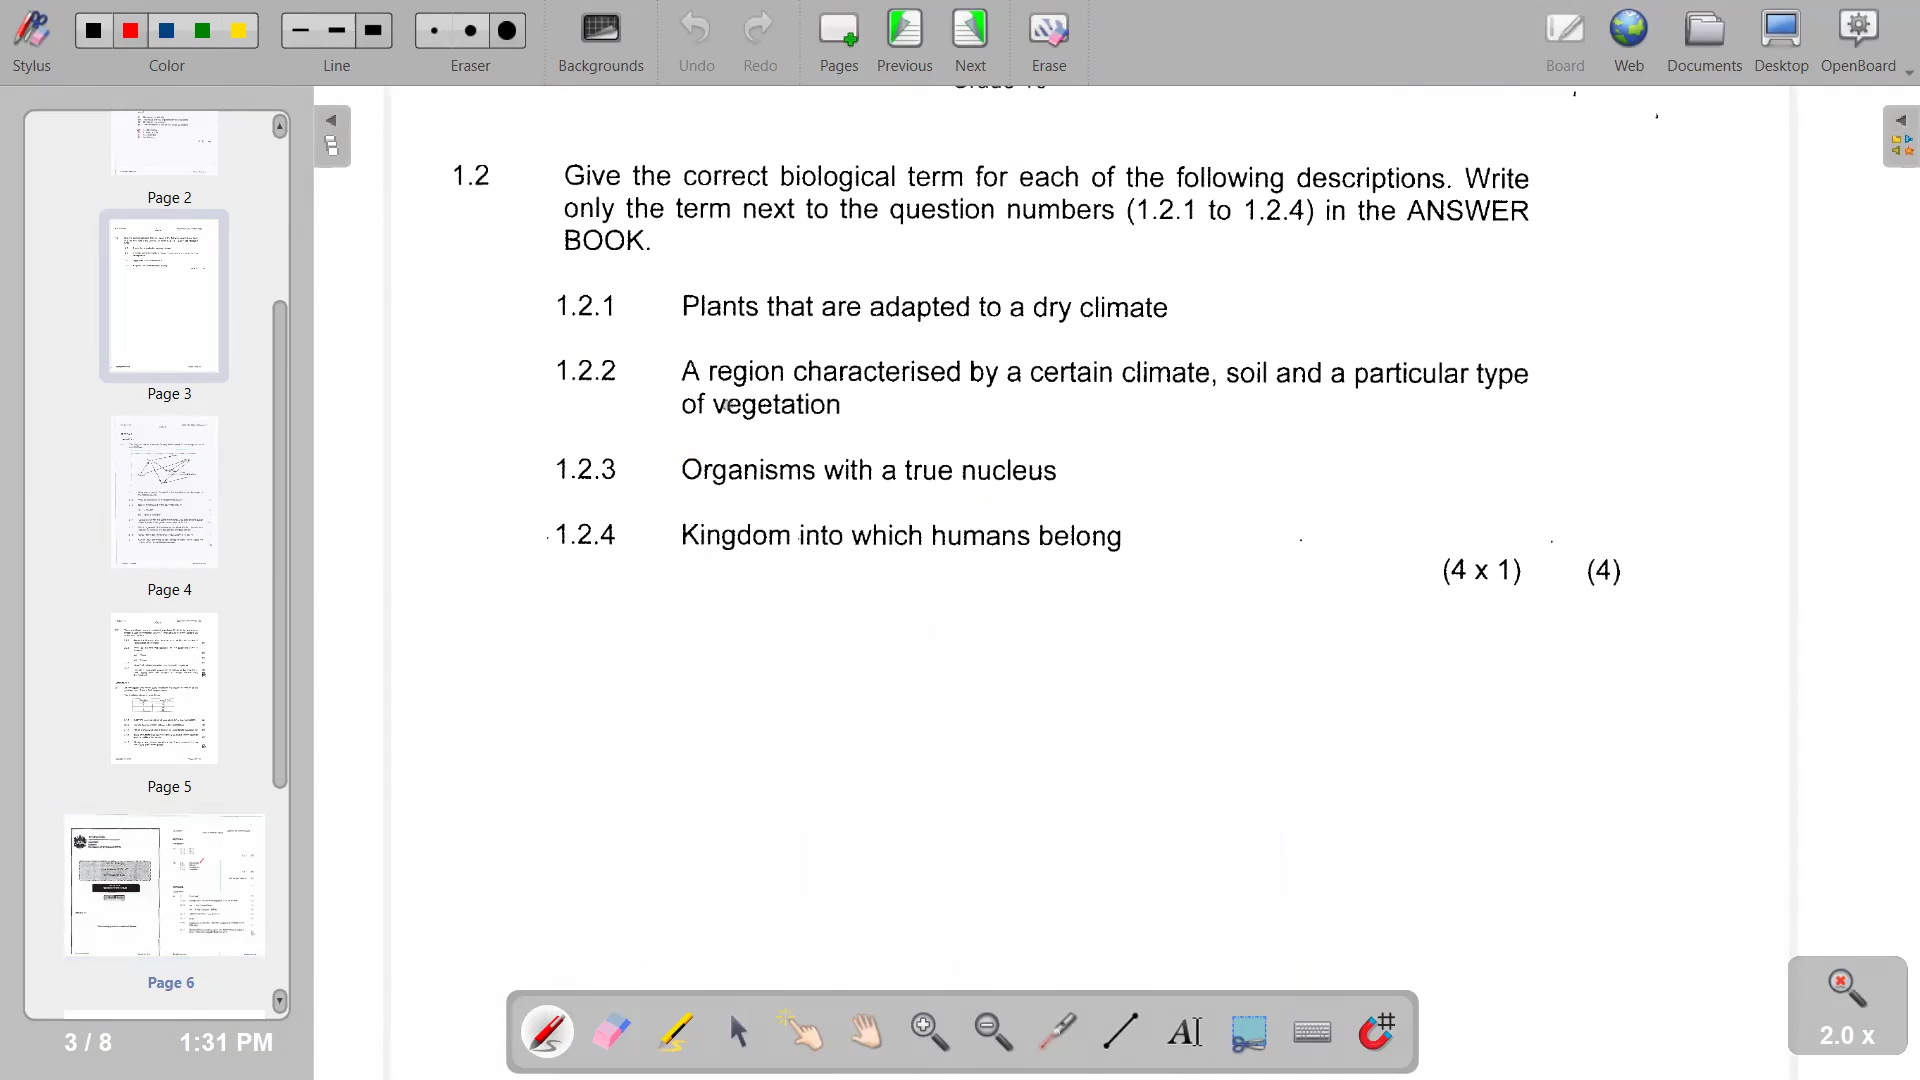 Stylus
Color
Line
Eraser
Backgrounds
Undo
Redo
Pages
Previous
Next
Erase
Board
Web
Documents
Desktop
OpenBoard
Page 2
Page 3
Page 4
Page 5
Page 6
3 / 8 1:31 PM
1.2 Give the correct biological term for each of the following descriptions. Write
only the term next to the question numbers (1.2.1 to 1.2.4) in the ANSWER
BOOK.
1.2.1 Plants that are adapted to a dry climate
1.2.2 A region characterised by a certain climate, soil and a particular type
of vegetation
1.2.3 Organisms with a true nucleus
1.2.4 Kingdom into which humans belong
(4 x 1) (4)
2.0 x